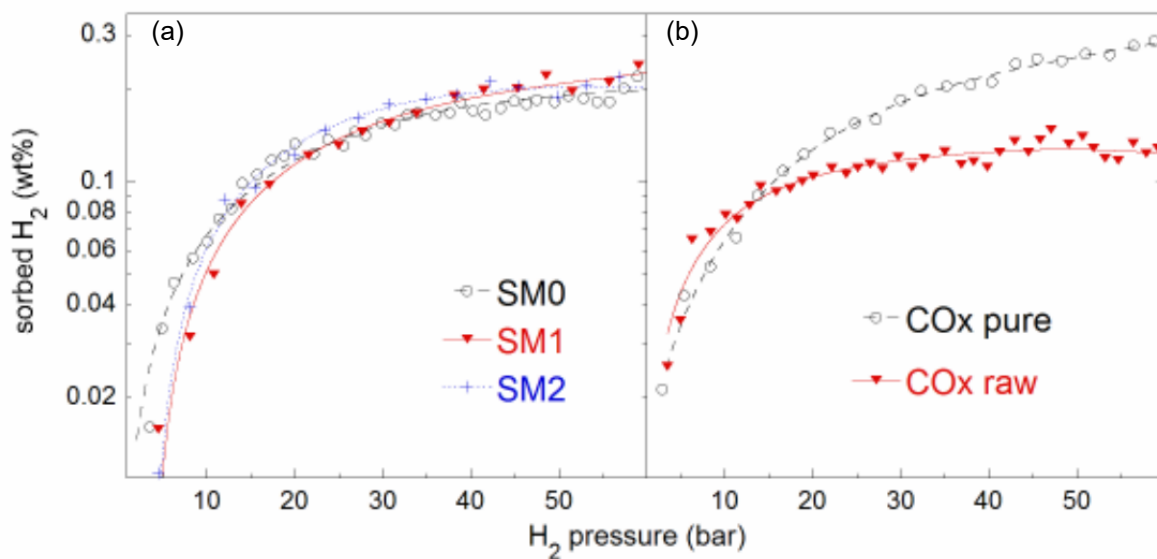 (a)
(b)
0.3
0.1
0.08
0.06
0.04
0.02
sorbed H₂ (wt%)
SM0
SM1
SM2
COx pure
COx raw
10 20 30 40 50
10 20 30 40 50
H₂ pressure (bar)